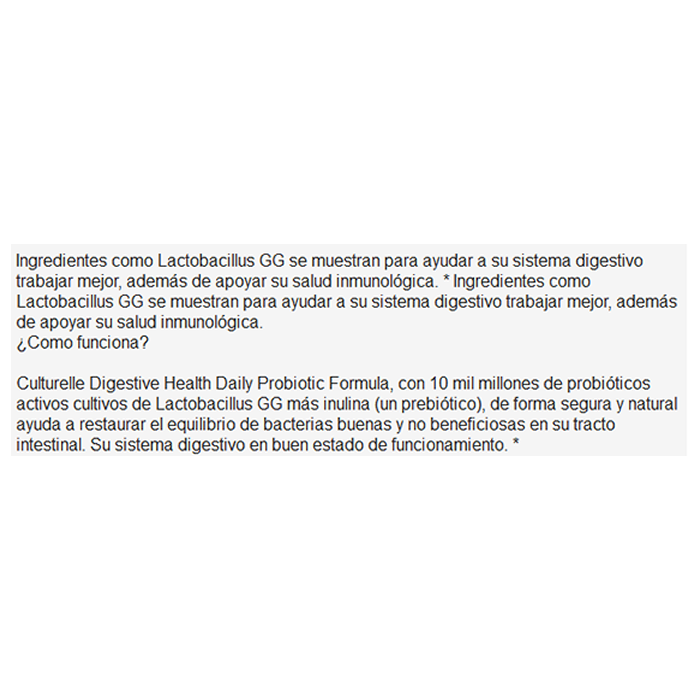 Ingredientes como Lactobacillus GG se muestran para ayudar a su sistema digestivo
trabajar mejor, además de apoyar su salud inmunológica. * Ingredientes como
Lactobacillus GG se muestran para ayudar a su sistema digestivo trabajar mejor, además
de apoyar su salud inmunológica.
¿Como funciona?
Culturelle Digestive Health Daily Probiotic Formula, con 10 mil millones de probióticos
activos cultivos de Lactobacillus GG más inulina (un prebiótico), de forma segura y natural
ayuda a restaurar el equilibrio de bacterias buenas y no beneficiosas en su tracto
intestinal. Su sistema digestivo en buen estado de funcionamiento. *